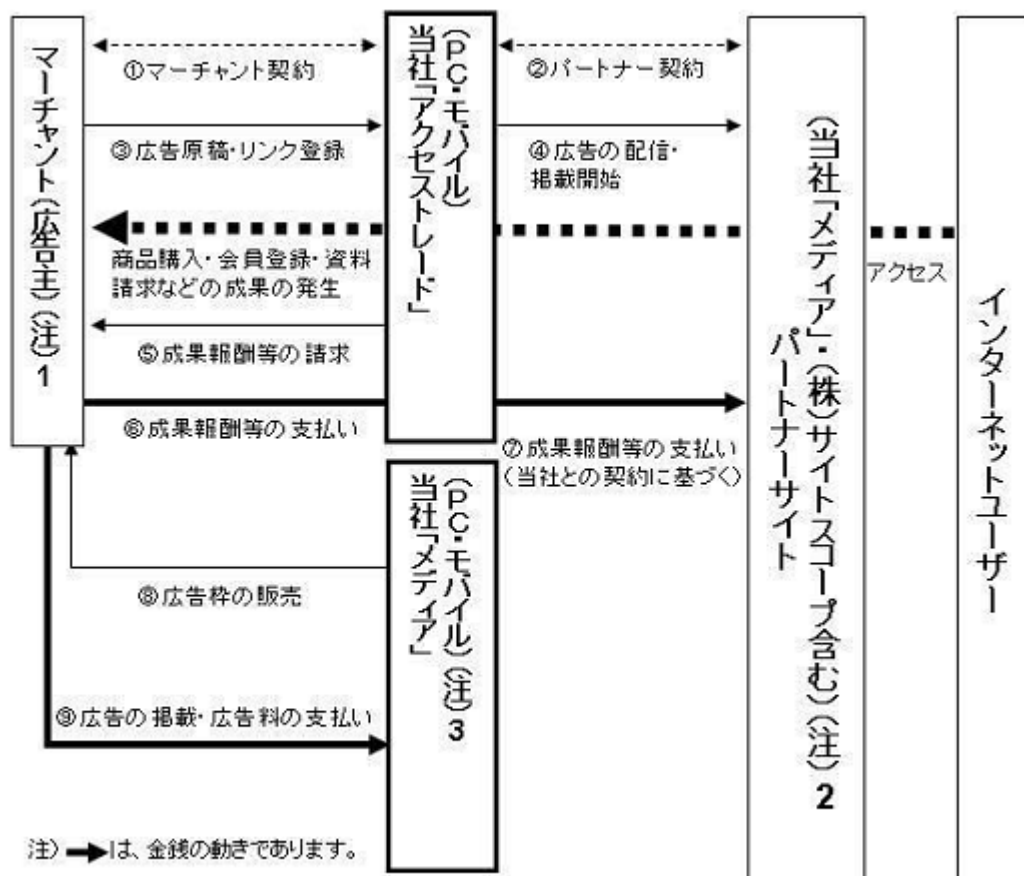 マーチャント(広告主)(注)1
①マーチャント契約
③広告原稿・リンク登録
商品購入・会員登録・資料
請求などの成果の発生
⑤成果報酬等の請求
⑥成果報酬等の支払い
⑧広告枠の販売
⑨広告の掲載・広告料の支払い
(PC・モバイル)
当社「アクセストレード」
(PC・モバイル)(注)3
当社「メディア」
②パートナー契約
④広告の配信・
掲載開始
⑦成果報酬等の支払い
(当社との契約に基づく)
(当社「メディア」・(株)サイトスコープ含む)(注)2
パートナーサイト
アクセス
インターネットユーザー
注)➡は、金銭の動きであります。